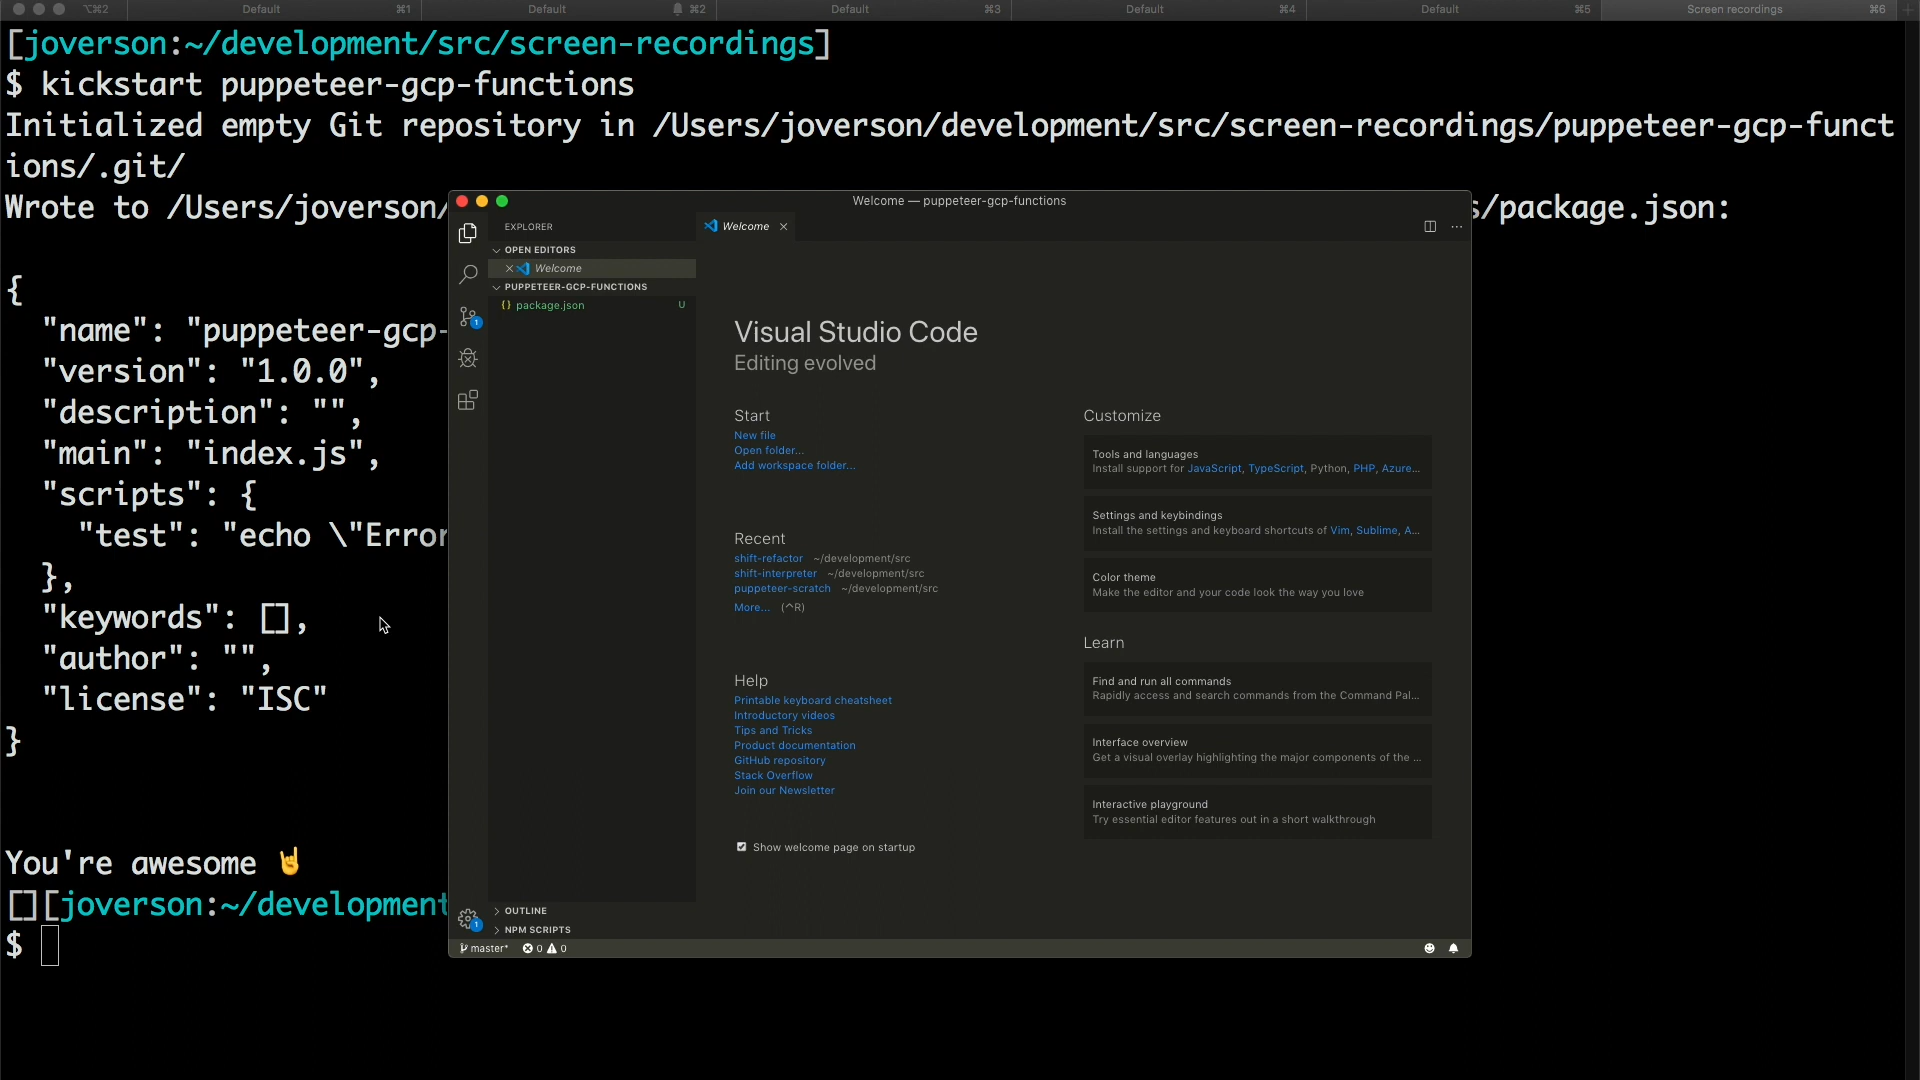 ⌥⌘2 Default ⌘1 Default ⌘2 Default ⌘3 Default ⌘4 Default ⌘5 Screen recordings ⌘6
[joverson:~/development/src/screen-recordings]
$ kickstart puppeteer-gcp-functions
Initialized empty Git repository in /Users/joverson/development/src/screen-recordings/puppeteer-gcp-funct
ions/.git/
Wrote to /Users/joverson/ s/package.json:
{
"name": "puppeteer-gcp-
"version": "1.0.0",
"description": "",
"main": "index.js",
"scripts": {
"test": "echo \"Error
},
"keywords": [],
"author": "",
"license": "ISC"
}
You're awesome 🤘
[][joverson:~/development
$
Welcome — puppeteer-gcp-functions
EXPLORER
OPEN EDITORS
Welcome
PUPPETEER-GCP-FUNCTIONS
{} package.json U
1
OUTLINE
NPM SCRIPTS
1
Welcome
Visual Studio Code
Editing evolved
Start
New file
Open folder...
Add workspace folder...
Recent
shift-refactor ~/development/src
shift-interpreter ~/development/src
puppeteer-scratch ~/development/src
More... (^R)
Help
Printable keyboard cheatsheet
Introductory videos
Tips and Tricks
Product documentation
GitHub repository
Stack Overflow
Join our Newsletter
Show welcome page on startup
Customize
Tools and languages
Install support for JavaScript, TypeScript, Python, PHP, Azure...
Settings and keybindings
Install the settings and keyboard shortcuts of Vim, Sublime, A...
Color theme
Make the editor and your code look the way you love
Learn
Find and run all commands
Rapidly access and search commands from the Command Pal...
Interface overview
Get a visual overlay highlighting the major components of the ...
Interactive playground
Try essential editor features out in a short walkthrough
master* 0 0